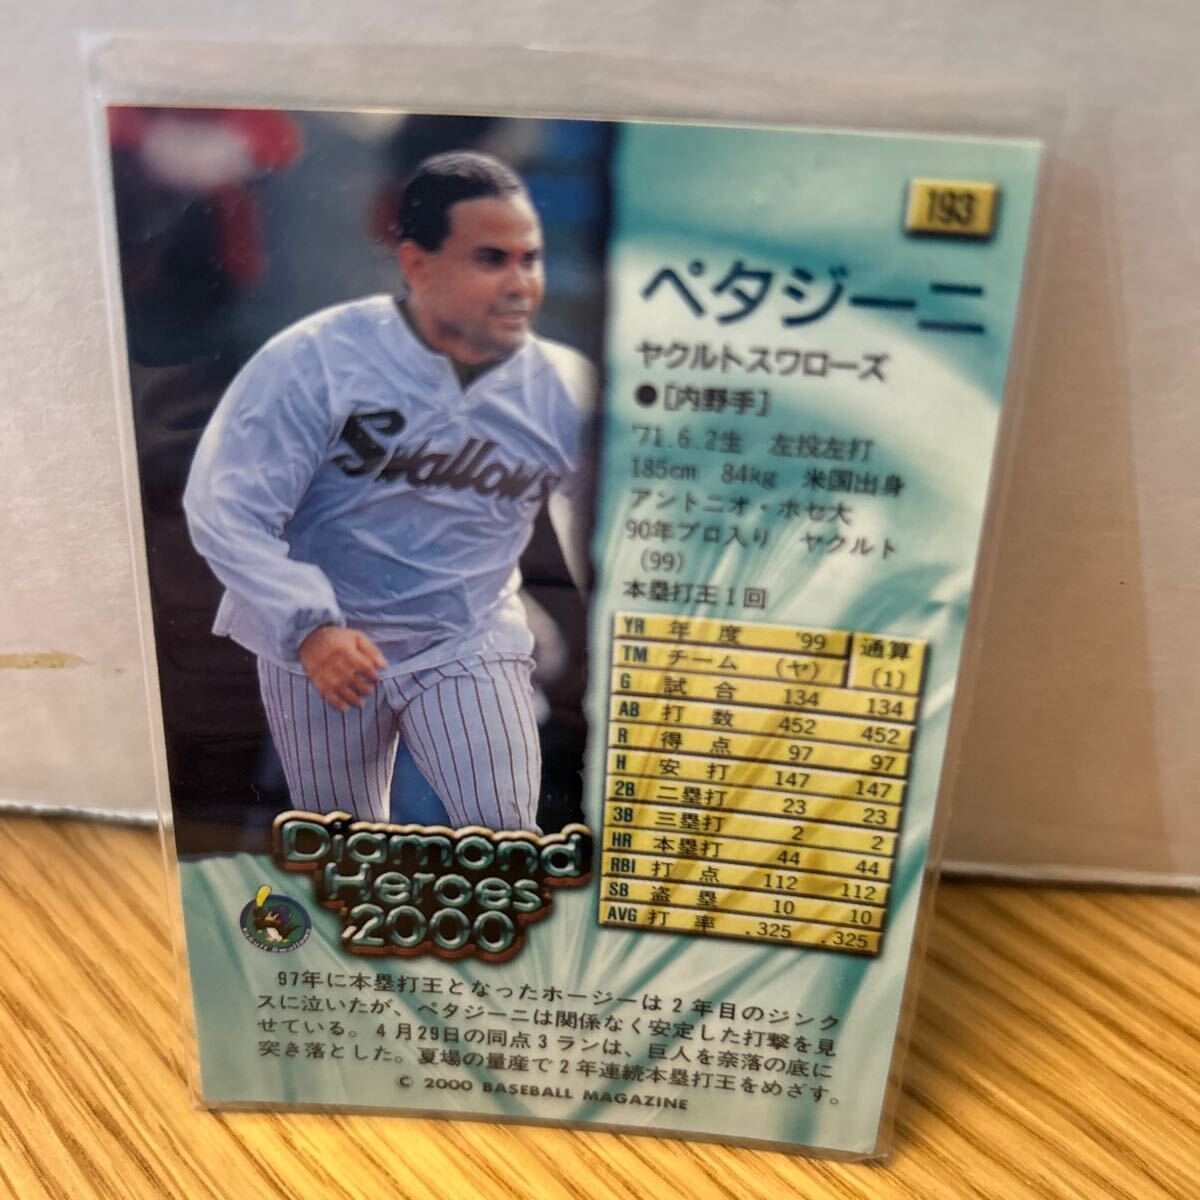 193
ペタジーニ
ヤクルトスワローズ
●[内野手]
'71.6.2生 左投左打
185cm 84kg 米国出身
アントニオ・ホセ大
90年プロ入り ヤクルト
(99)
本塁打王1回
YR 年度 '99 通算
TM チーム (ヤ) [1]
G 試合 134 134
AB 打数 452 452
R 得点 97 97
H 安打 147 147
2B 二塁打 23 23
3B 三塁打 2 2
HR 本塁打 44 44
RBI 打点 112 112
SB 盗塁 10 10
AVG 打率 .325 .325
Swallows
Diamond
Heroes
2000
Yakult Swallows
97年に本塁打王となったホージーは2年目のジンク
スに泣いたが、ペタジーニは関係なく安定した打撃を見
せている。4月29日の同点3ランは、巨人を奈落の底に
突き落とした。夏場の量産で2年連続本塁打王をめざす。
© 2000 BASEBALL MAGAZINE